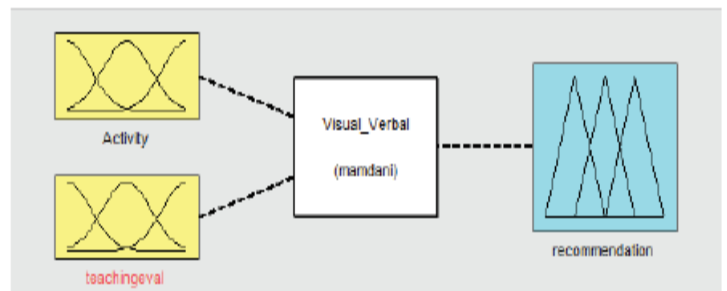 Activity
Visual_Verbal
(mamdani)
teachingeval
recommendation